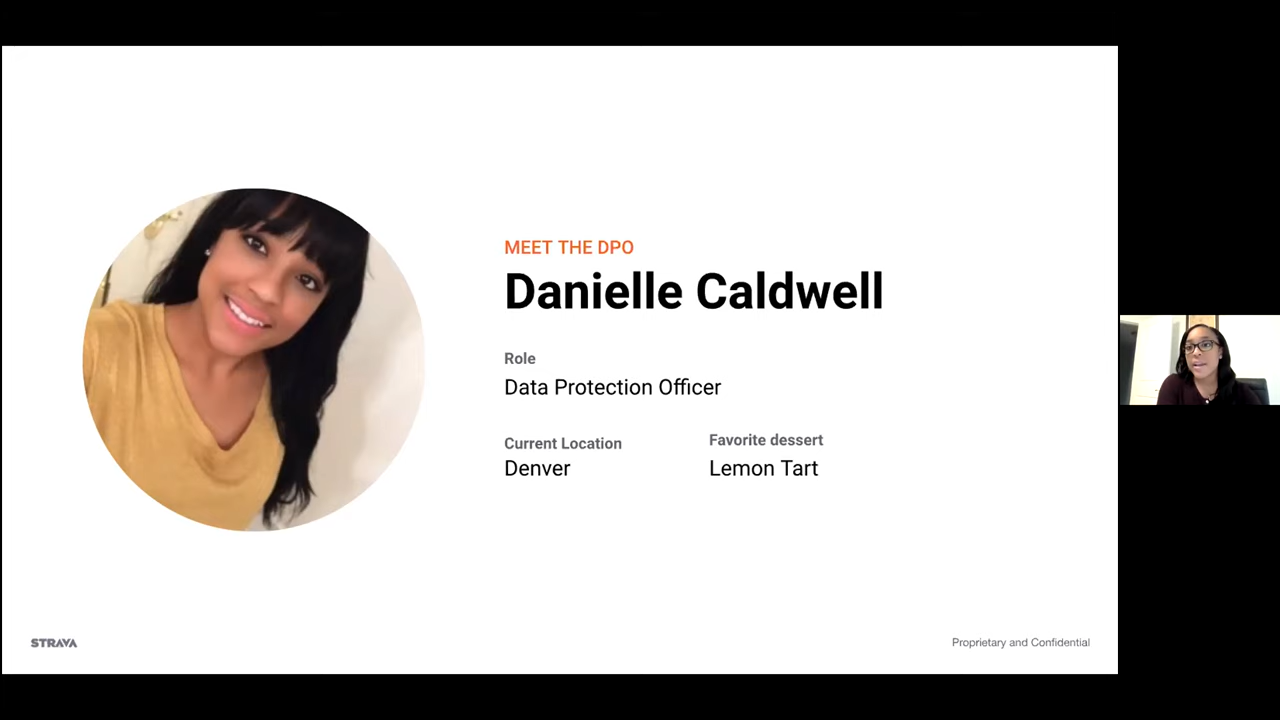 MEET THE DPO
Danielle Caldwell
Role
Data Protection Officer
Current Location
Denver
Favorite dessert
Lemon Tart
STRAVA
Proprietary and Confidential